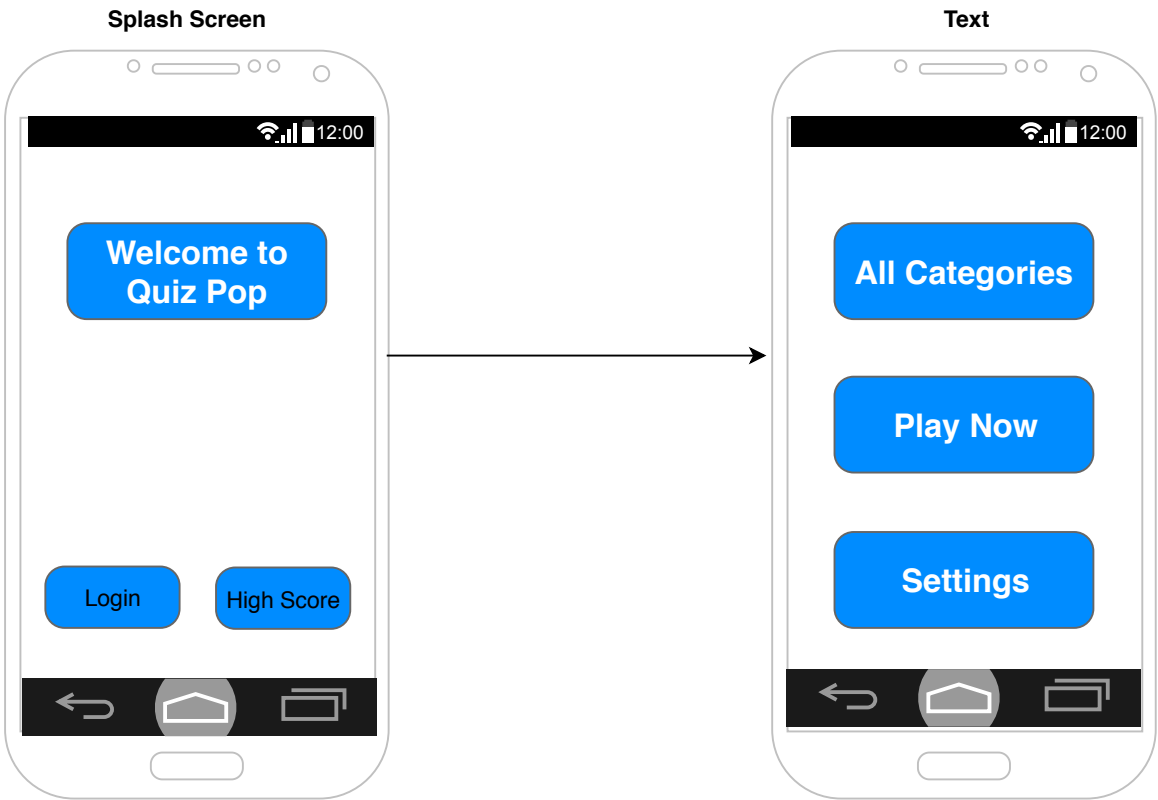 Splash Screen
12:00
Welcome to
Quiz Pop
Login
High Score
Text
12:00
All Categories
Play Now
Settings